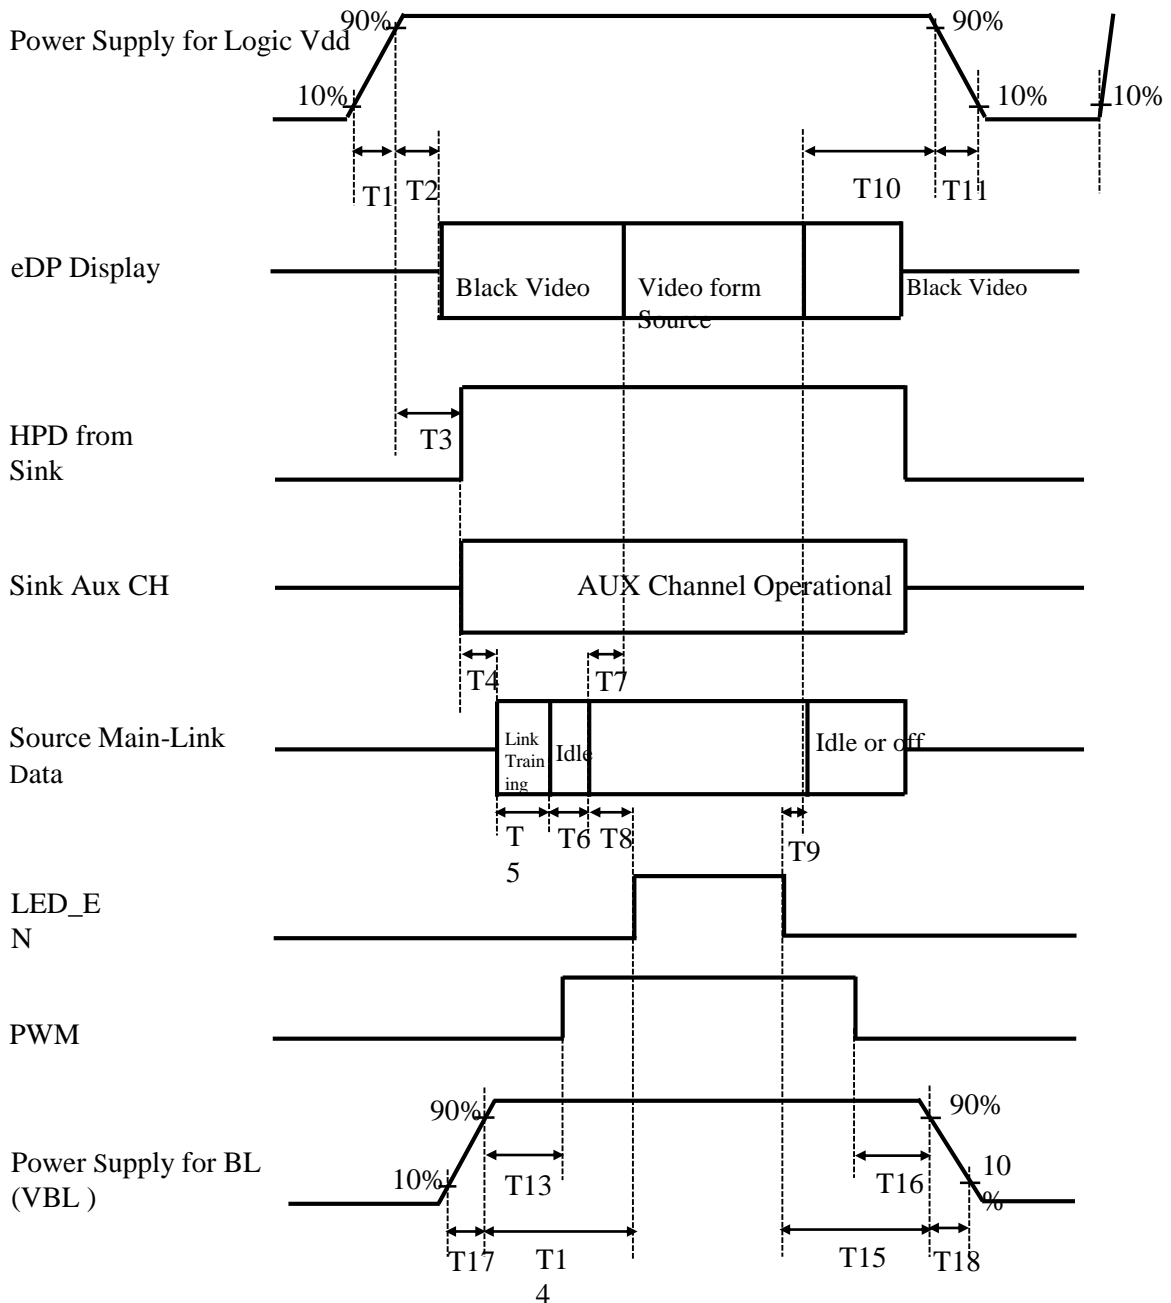 90%
90%
Power Supply for Logic Vdd
10%
10%
10%
T1
T2
T10
T11
eDP Display
Black Video
Video form
Source
Black Video
T3
HPD from
Sink
Sink Aux CH
AUX Channel Operational
T4
T7
Source Main-Link
Data
Link
Train
ing
Idle
Idle or off
T
5
T6
T8
T9
LED_E
N
PWM
90%
90%
Power Supply for BL
(VBL )
10%
T13
T16
10
%
T17
T1
4
T15
T18